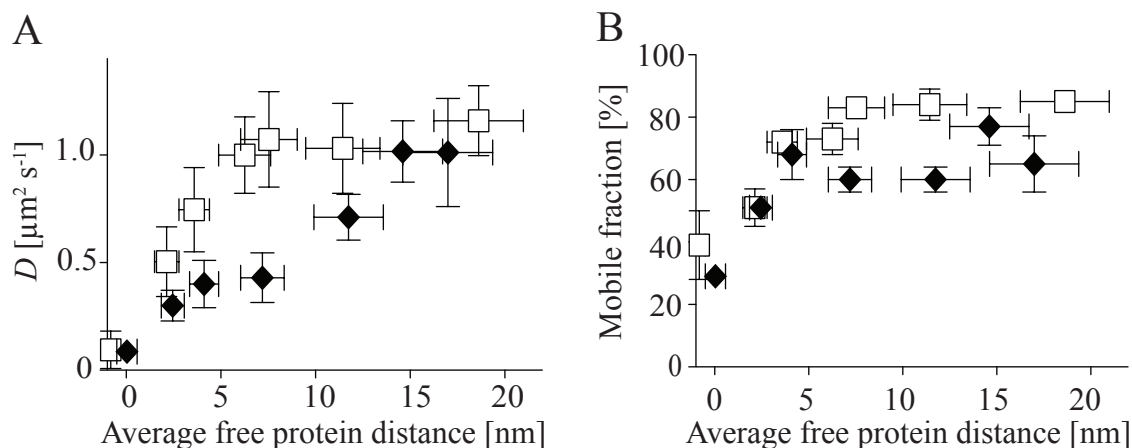 A
D [µm² s⁻¹]
1.0
0.5
0
0 5 10 15 20
Average free protein distance [nm]
B
Mobile fraction [%]
100
80
60
40
20
0
0 5 10 15 20
Average free protein distance [nm]